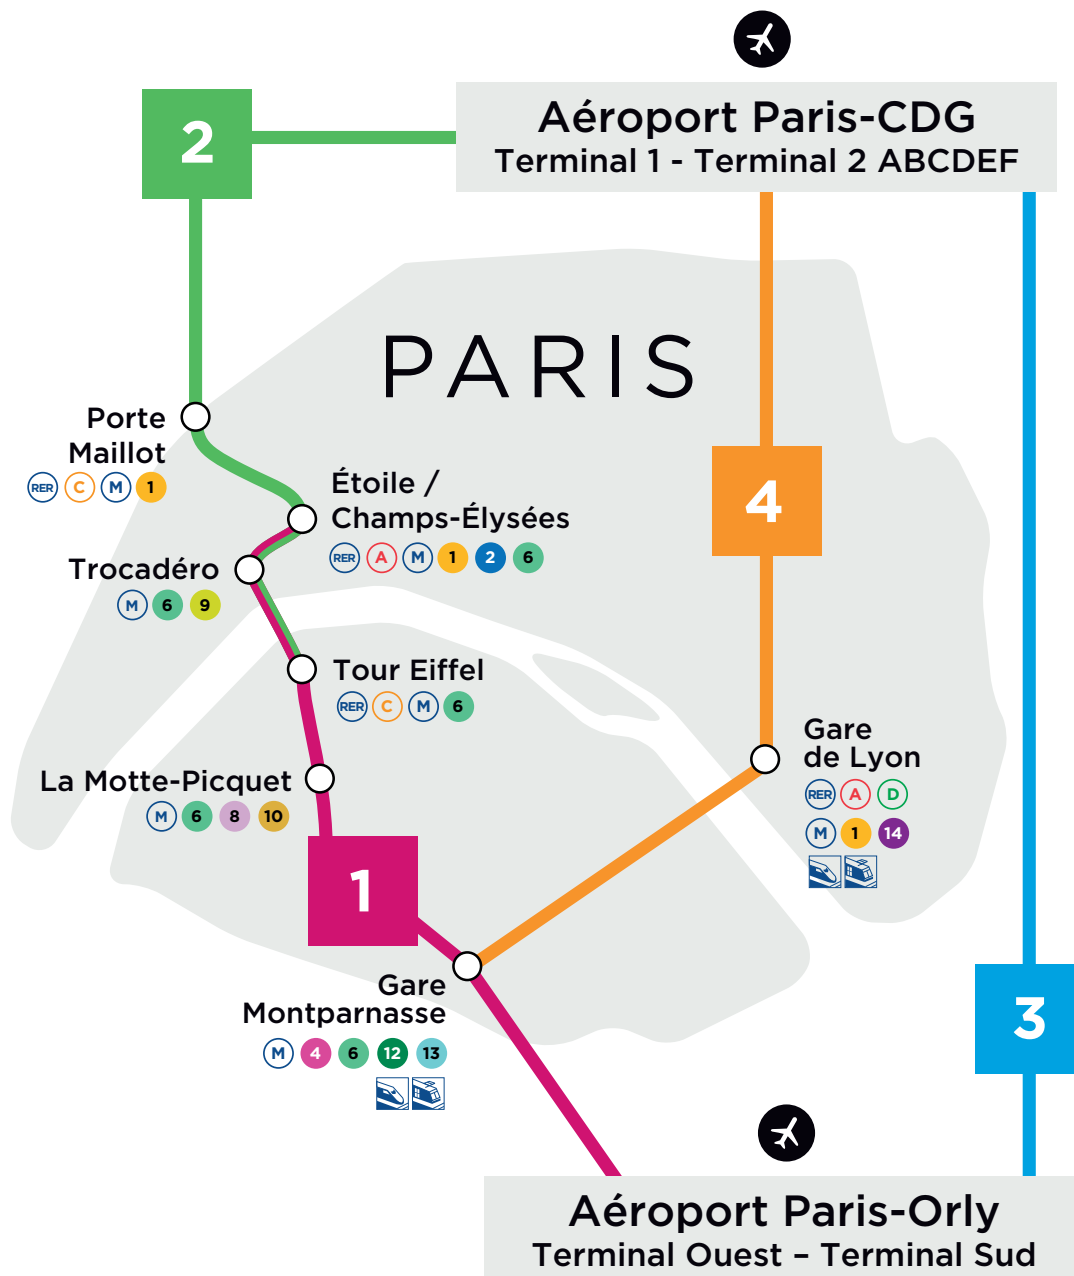 Aéroport Paris-CDG
Terminal 1 - Terminal 2 ABCDEF
2
PARIS
Porte
Maillot
RER C M 1
Étoile /
Champs-Élysées
RER A M 1 2 6
4
Trocadéro
M 6 9
Tour Eiffel
RER C M 6
Gare
de Lyon
RER A D
M 1 14
La Motte-Picquet
M 6 8 10
1
Gare
Montparnasse
M 4 6 12 13
3
Aéroport Paris-Orly
Terminal Ouest – Terminal Sud